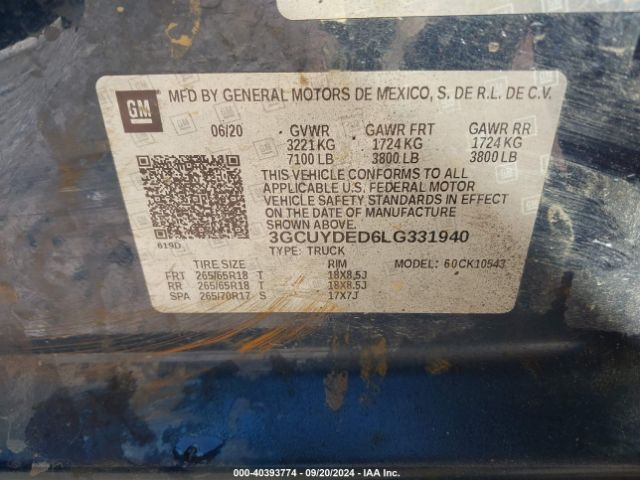 GM MFD BY GENERAL MOTORS DE MEXICO, S. DE R.L. DE C.V.
06/20 GVWR GAWR FRT GAWR RR
3221 KG 1724 KG 1724 KG
7100 LB 3800 LB 3800 LB
THIS VEHICLE CONFORMS TO ALL
APPLICABLE U.S. FEDERAL MOTOR
VEHICLE SAFETY STANDARDS IN EFFECT
ON THE DATE OF MANUFACTURE
SHOWN ABOVE.
619D 3GCUYDED6LG331940
TYPE: TRUCK MODEL: 60CK10543
TIRE SIZE RIM
FRT 265/65R18 T 18X8.5J
RR 265/65R18 T 18X8.5J
SPA 265/70R17 S 17X7J
000-40393774 - 09/20/2024 - IAA Inc.